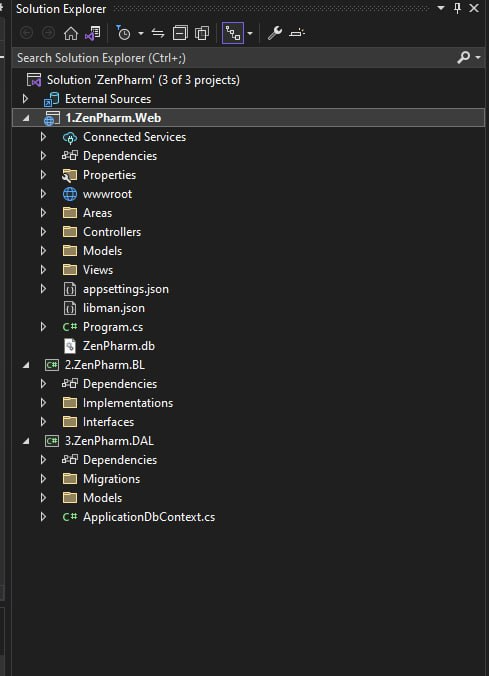 Solution Explorer
Search Solution Explorer (Ctrl+;)
Solution 'ZenPharm' (3 of 3 projects)
External Sources
1.ZenPharm.Web
Connected Services
Dependencies
Properties
wwwroot
Areas
Controllers
Models
Views
appsettings.json
libman.json
C# Program.cs
ZenPharm.db
C# 2.ZenPharm.BL
Dependencies
Implementations
Interfaces
C# 3.ZenPharm.DAL
Dependencies
Migrations
Models
C# ApplicationDbContext.cs